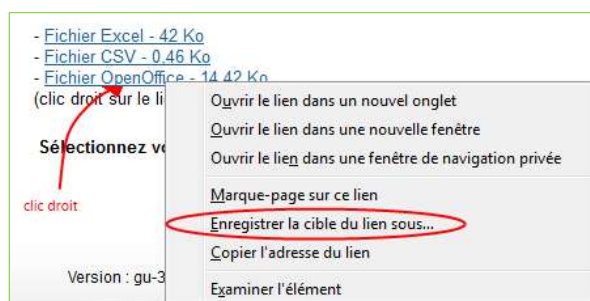 - Fichier Excel - 42 Ko
- Fichier CSV - 0,46 Ko
- Fichier OpenOffice - 14,42 Ko
(clic droit sur le li
Ouvrir le lien dans un nouvel onglet
Ouvrir le lien dans une nouvelle fenêtre
Sélectionnez vo
Ouvrir le lien dans une fenêtre de navigation privée
Marque-page sur ce lien
clic droit
Enregistrer la cible du lien sous...
Copier l'adresse du lien
Version : gu-3
Examiner l'élément